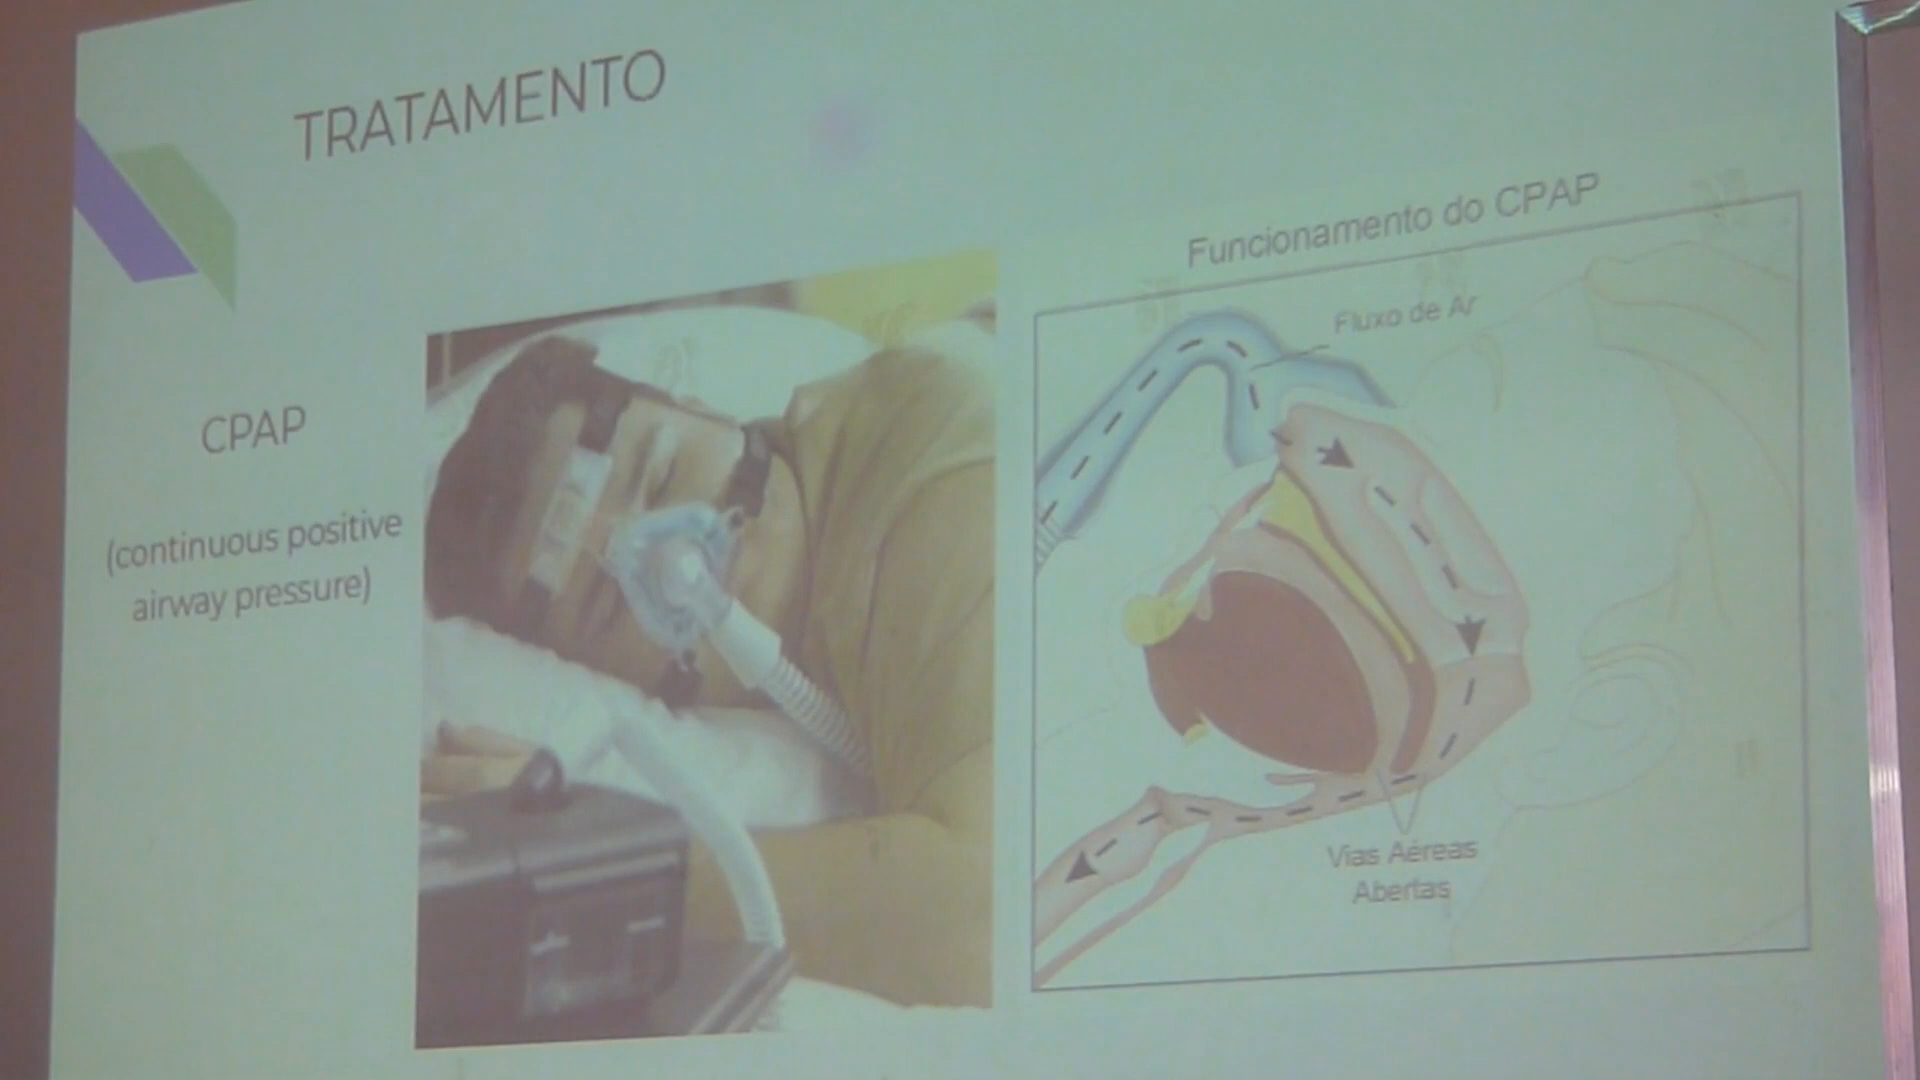 TRATAMENTO
CPAP
(continuous positive
airway pressure)
Funcionamento do CPAP
Fluxo de Ar
Vias Aéreas
Abertas